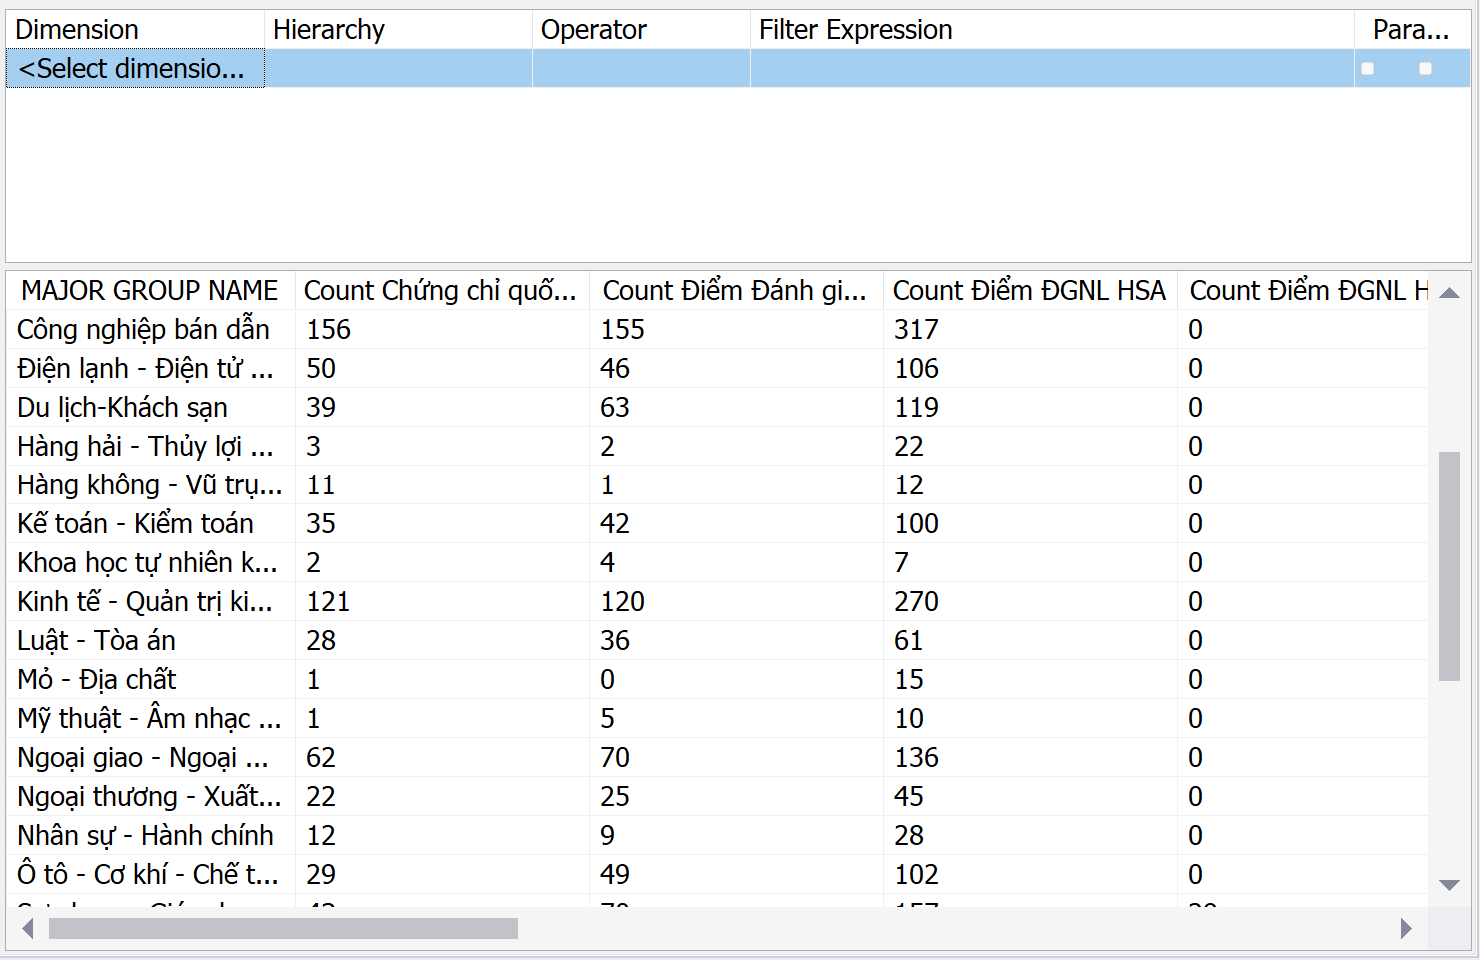 Dimension Hierarchy Operator Filter Expression Para...
<Select dimensio...
MAJOR GROUP NAME Count Chứng chỉ quố... Count Điểm Đánh gi... Count Điểm ĐGNL HSA Count Điểm ĐGNL H
Công nghiệp bán dẫn 156 155 317 0
Điện lạnh - Điện tử ... 50 46 106 0
Du lịch-Khách sạn 39 63 119 0
Hàng hải - Thủy lợi ... 3 2 22 0
Hàng không - Vũ trụ... 11 1 12 0
Kế toán - Kiểm toán 35 42 100 0
Khoa học tự nhiên k... 2 4 7 0
Kinh tế - Quản trị ki... 121 120 270 0
Luật - Tòa án 28 36 61 0
Mỏ - Địa chất 1 0 15 0
Mỹ thuật - Âm nhạc ... 1 5 10 0
Ngoại giao - Ngoại ... 62 70 136 0
Ngoại thương - Xuất... 22 25 45 0
Nhân sự - Hành chính 12 9 28 0
Ô tô - Cơ khí - Chế t... 29 49 102 0